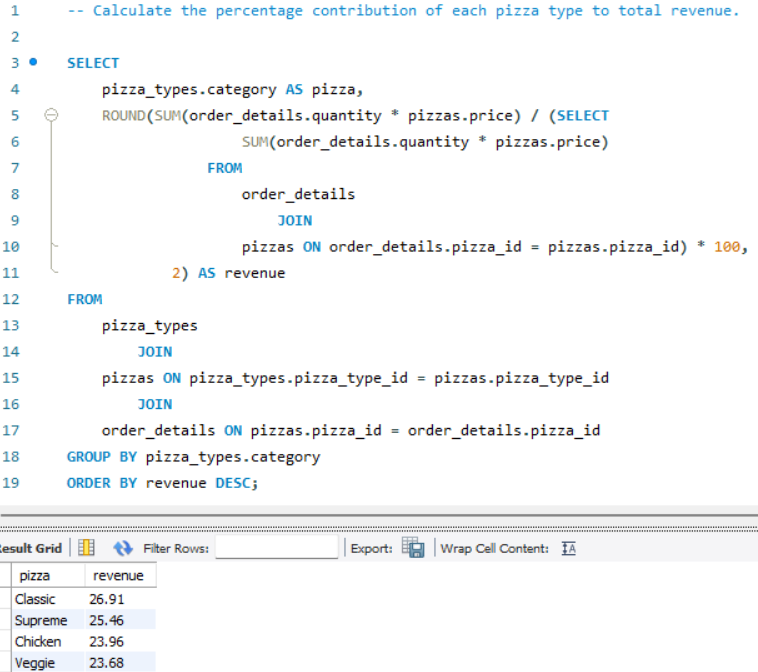 1 -- Calculate the percentage contribution of each pizza type to total revenue.
2
3 SELECT
4 pizza_types.category AS pizza,
5 ROUND(SUM(order_details.quantity * pizzas.price) / (SELECT
6 SUM(order_details.quantity * pizzas.price)
7 FROM
8 order_details
9 JOIN
10 pizzas ON order_details.pizza_id = pizzas.pizza_id) * 100,
11 2) AS revenue
12 FROM
13 pizza_types
14 JOIN
15 pizzas ON pizza_types.pizza_type_id = pizzas.pizza_type_id
16 JOIN
17 order_details ON pizzas.pizza_id = order_details.pizza_id
18 GROUP BY pizza_types.category
19 ORDER BY revenue DESC;
Result Grid Filter Rows: Export: Wrap Cell Content:
pizza revenue
Classic 26.91
Supreme 25.46
Chicken 23.96
Veggie 23.68